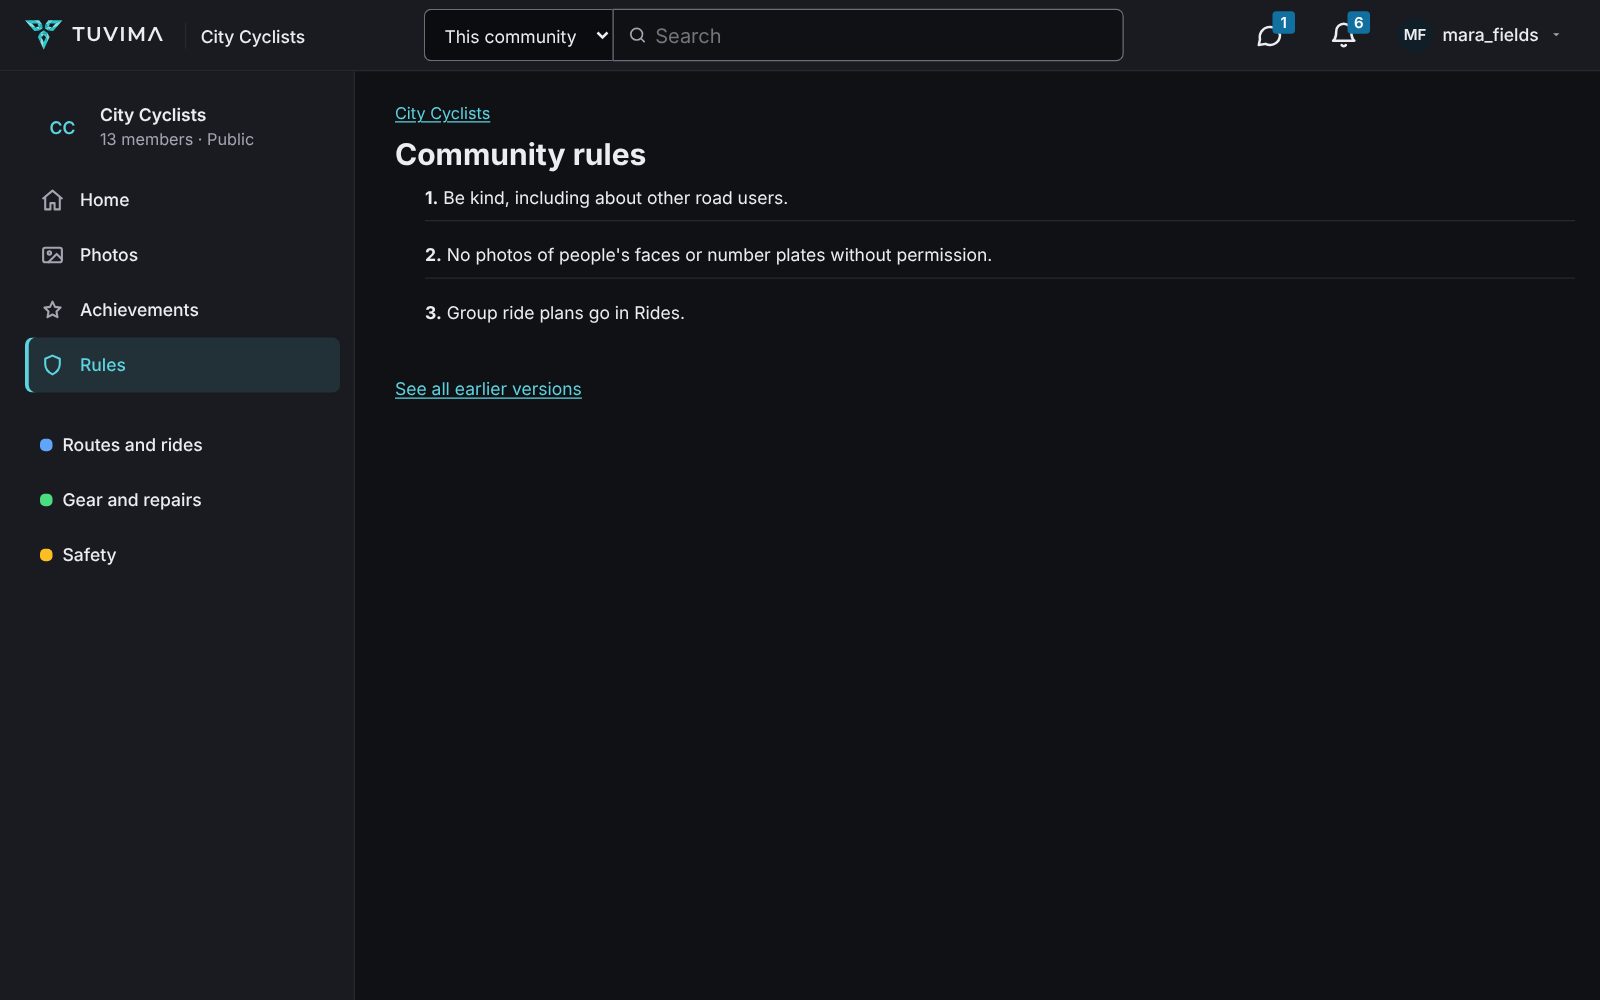 TUVIMA
City Cyclists
This community
Search
1
6
MF
mara_fields
CC
City Cyclists
13 members · Public
Home
Photos
Achievements
Rules
Routes and rides
Gear and repairs
Safety
City Cyclists
Community rules
1. Be kind, including about other road users.
2. No photos of people's faces or number plates without permission.
3. Group ride plans go in Rides.
See all earlier versions